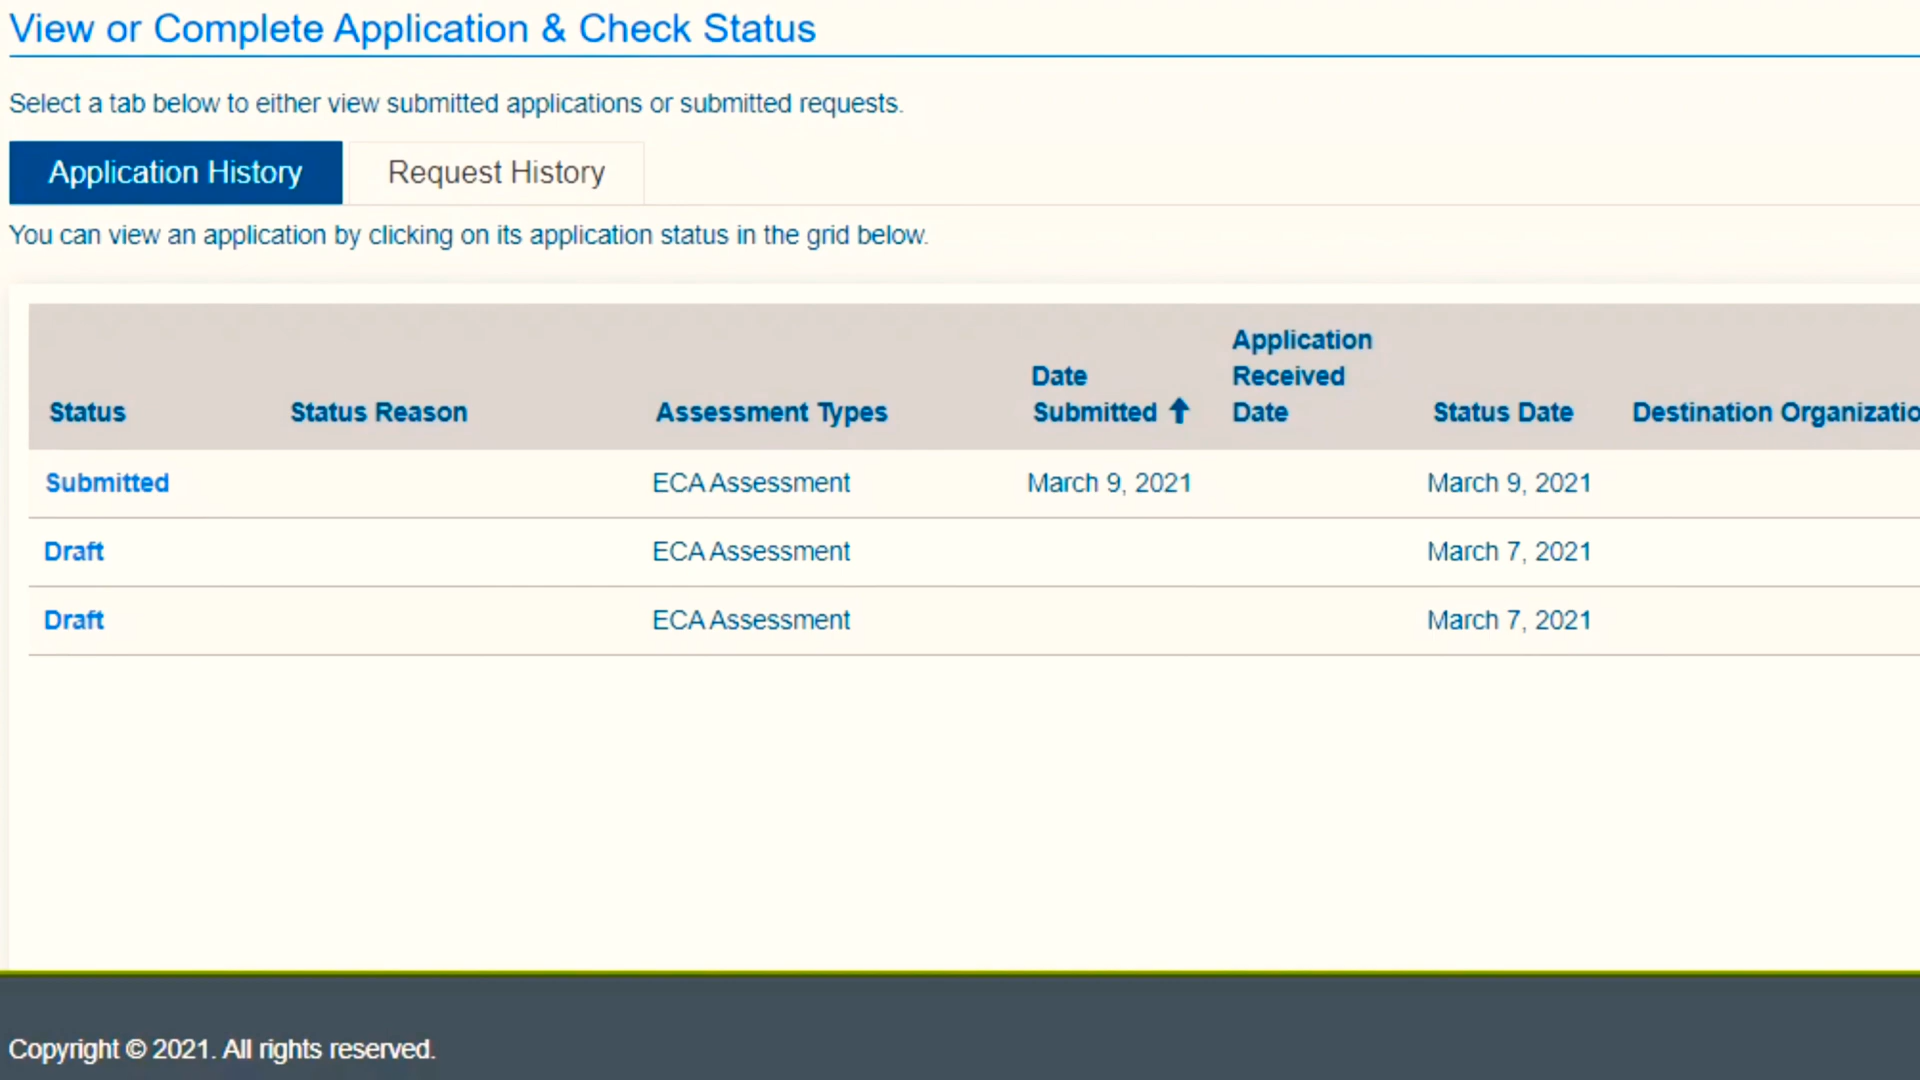 View or Complete Application & Check Status
Select a tab below to either view submitted applications or submitted requests.
Application History Request History
You can view an application by clicking on its application status in the grid below.
Application
Date Received
Status Status Reason Assessment Types Submitted Date Status Date Destination Organizatio
Submitted ECA Assessment March 9, 2021 March 9, 2021
Draft ECA Assessment March 7, 2021
Draft ECA Assessment March 7, 2021
Copyright © 2021. All rights reserved.